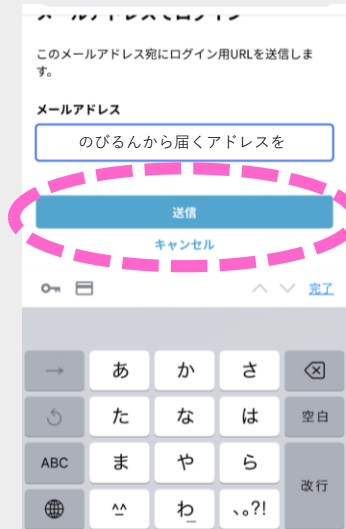 メールアドレスでログイン
このメールアドレス宛にログイン用URLを送信しま
す。
メールアドレス
のびるんから届くアドレスを
送信
キャンセル
完了
→ あ か さ
た な は 空白
ABC ま や ら
改行
^^ わ_ 、。?!